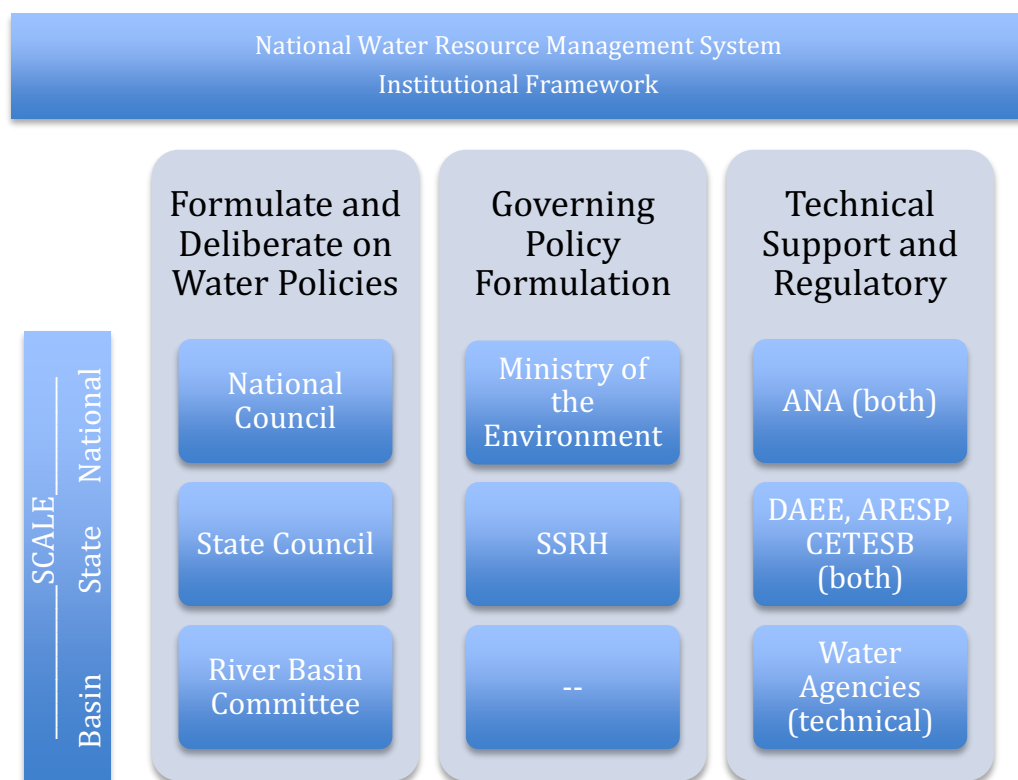 National Water Resource Management System
Institutional Framework
Formulate and
Deliberate on
Water Policies
Governing
Policy
Formulation
Technical
Support and
Regulatory
SCALE
National
State
Basin
National
Council
Ministry of
the
Environment
ANA (both)
State Council
SSRH
DAEE, ARESP,
CETESB
(both)
River Basin
Committee
--
Water
Agencies
(technical)